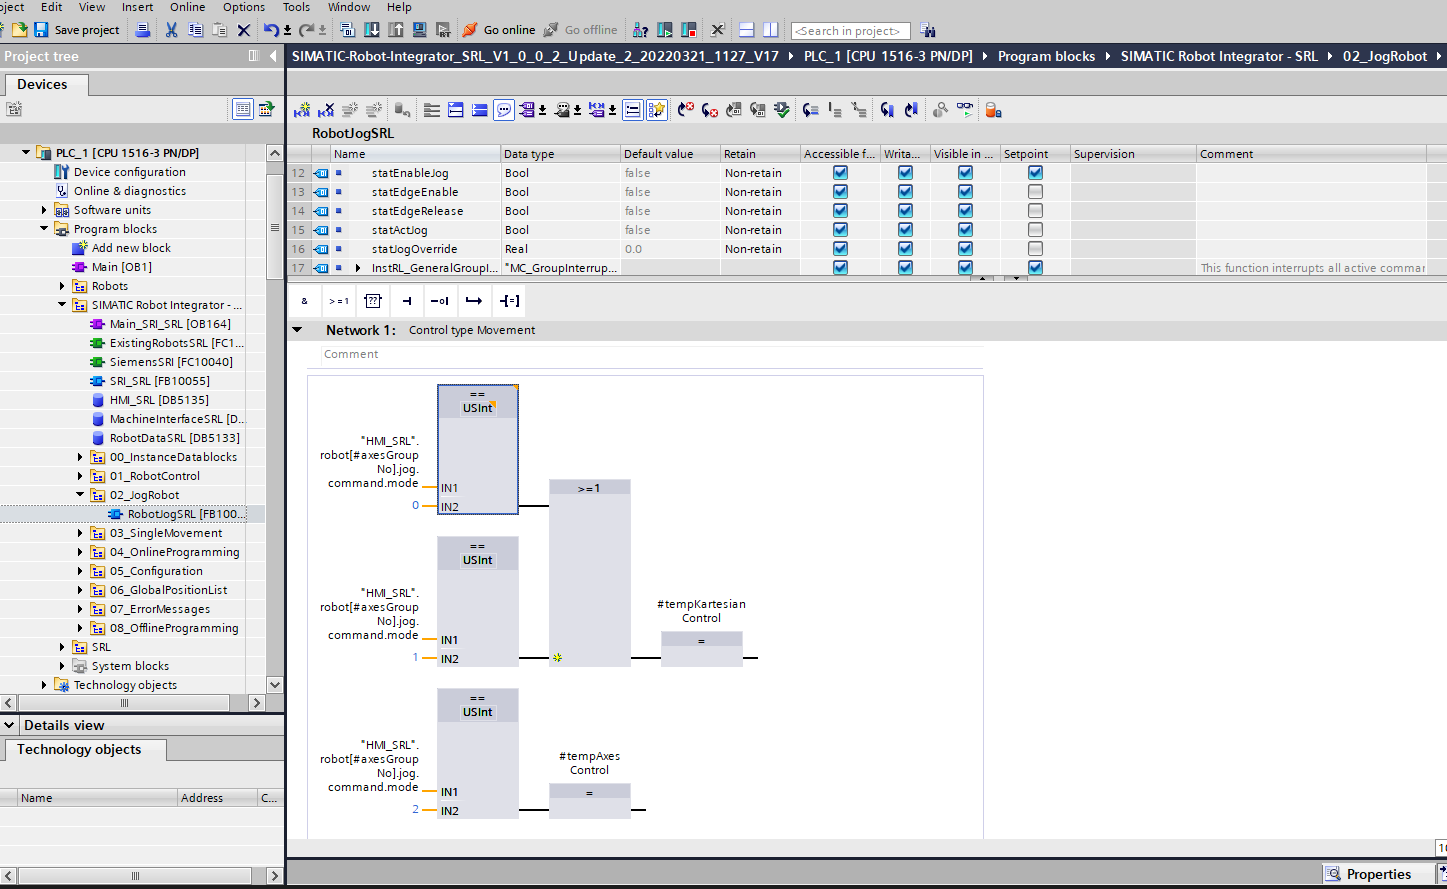 oject Edit View Insert Online Options Tools Window Help
Save project Go online Go offline <Search in project>
Project tree
SIMATIC-Robot-Integrator_SRL_V1_0_0_2_Update_2_20220321_1127_V17 PLC_1 [CPU 1516-3 PN/DP] Program blocks SIMATIC Robot Integrator - SRL 02_JogRobot
Devices
PLC_1 [CPU 1516-3 PN/DP]
Device configuration
Online & diagnostics
Software units
Program blocks
Add new block
Main [OB1]
Robots
SIMATIC Robot Integrator - ...
Main_SRI_SRL [OB164]
ExistingRobotsSRL [FC1...
SiemensSRI [FC10040]
SRI_SRL [FB10055]
HMI_SRL [DB5135]
MachineInterfaceSRL [D...
RobotDataSRL [DB5133]
00_InstanceDatablocks
01_RobotControl
02_JogRobot
RobotJogSRL [FB100...
03_SingleMovement
04_OnlineProgramming
05_Configuration
06_GlobalPositionList
07_ErrorMessages
08_OfflineProgramming
SRL
System blocks
Technology objects
Details view
Technology objects
Name Address C...
RobotJogSRL
Name Data type Default value Retain Accessible f... Writa... Visible in ... Setpoint Supervision Comment
12 statEnableJog Bool false Non-retain
13 statEdgeEnable Bool false Non-retain
14 statEdgeRelease Bool false Non-retain
15 statActJog Bool false Non-retain
16 statJogOverride Real 0.0 Non-retain
17 InstRL_GeneralGroupI... "MC_GroupInterrup... This function interrupts all active commar
& >=1 ??
Network 1: Control type Movement
Comment
==
USInt
"HMI_SRL".
robot[#axesGroup
No].jog.
command.mode
IN1
0 IN2
>=1
==
USInt
"HMI_SRL".
robot[#axesGroup
No].jog.
command.mode
IN1
1 IN2
#tempKartesian
Control
=
==
USInt
"HMI_SRL".
robot[#axesGroup
No].jog.
command.mode
IN1
2 IN2
#tempAxes
Control
=
10
Properties